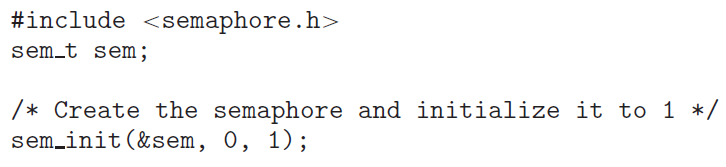 #include <semaphore.h>
sem_t sem;
/* Create the semaphore and initialize it to 1 */
sem_init(&sem, 0, 1);